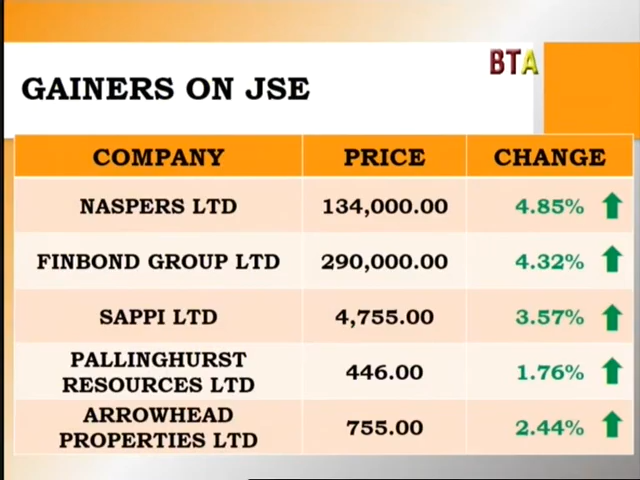 BTA
GAINERS ON JSE
COMPANY PRICE CHANGE
NASPERS LTD 134,000.00 4.85%
FINBOND GROUP LTD 290,000.00 4.32%
SAPPI LTD 4,755.00 3.57%
PALLINGHURST
RESOURCES LTD 446.00 1.76%
ARROWHEAD
PROPERTIES LTD 755.00 2.44%